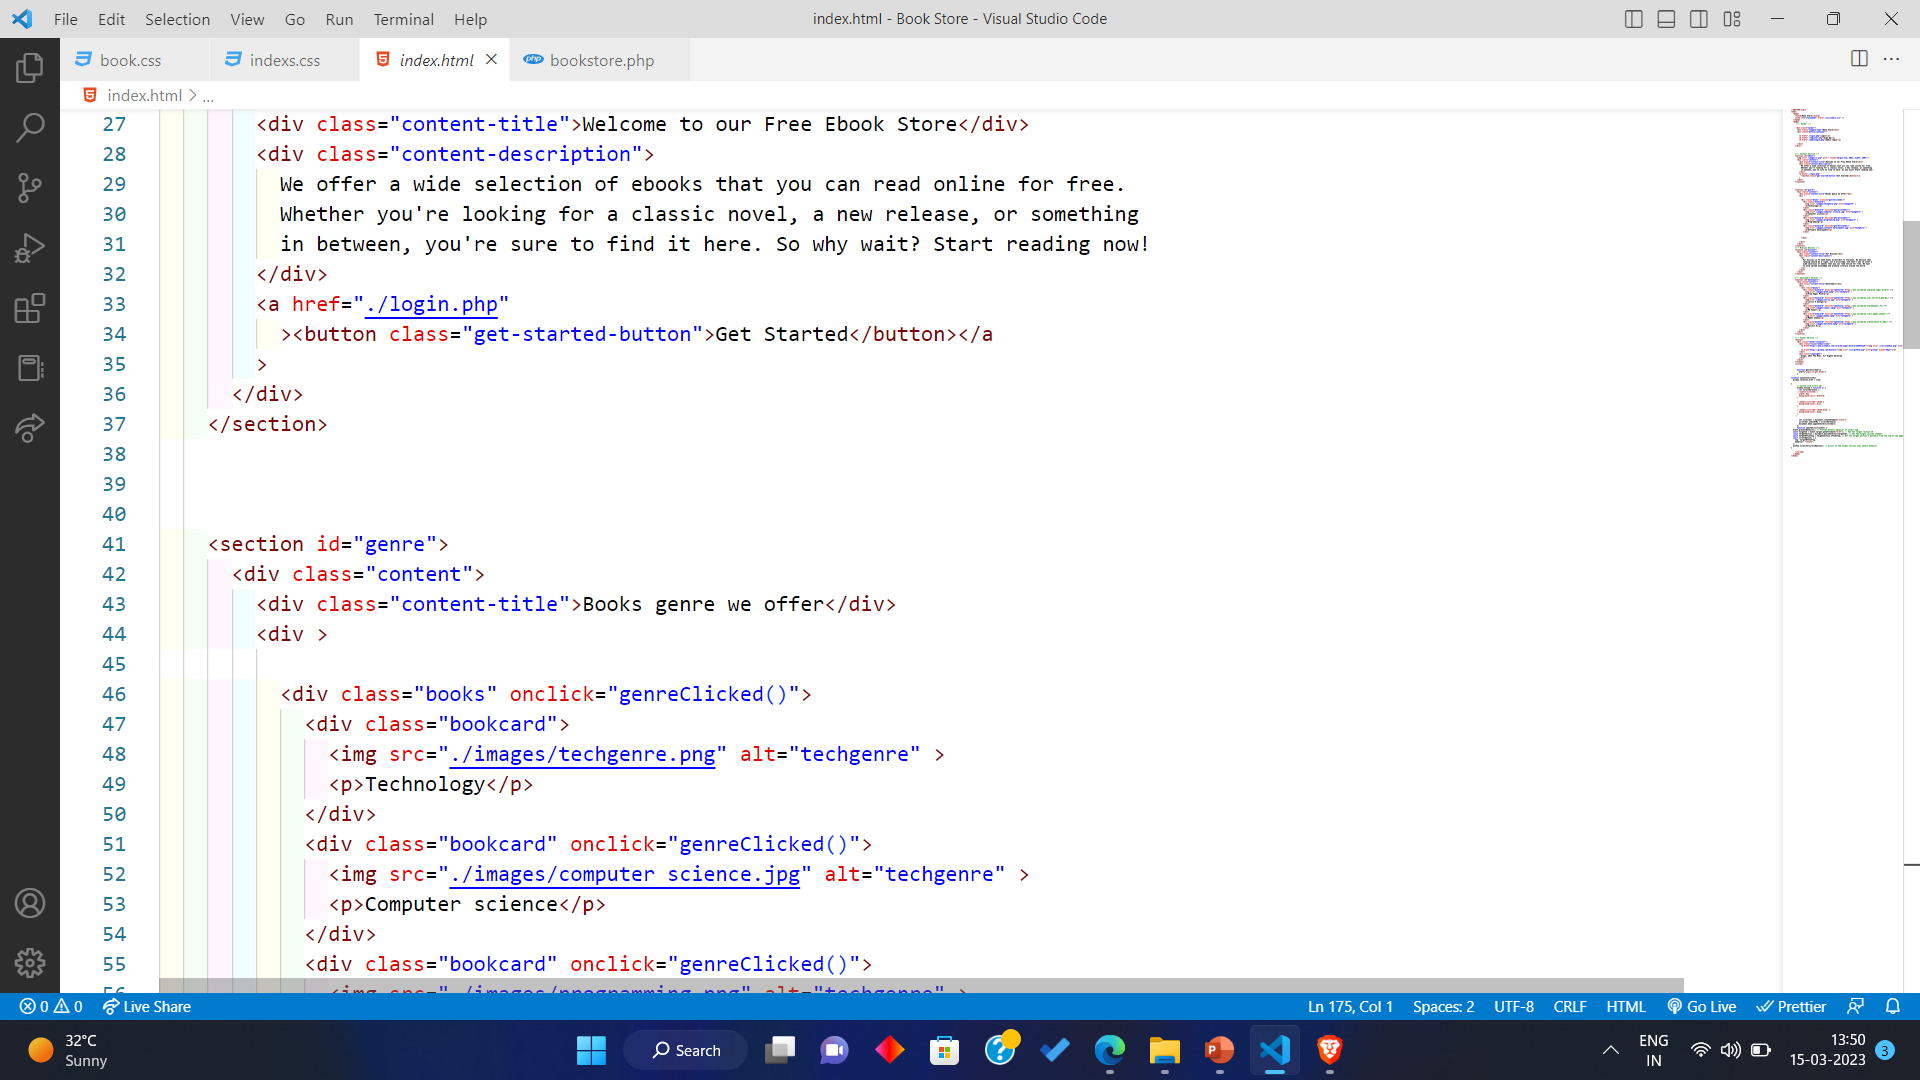 File Edit Selection View Go Run Terminal Help
index.html - Book Store - Visual Studio Code
book.css indexs.css index.html bookstore.php
index.html > ...
27 <div class="content-title">Welcome to our Free Ebook Store</div>
28 <div class="content-description">
29 We offer a wide selection of ebooks that you can read online for free.
30 Whether you're looking for a classic novel, a new release, or something
31 in between, you're sure to find it here. So why wait? Start reading now!
32 </div>
33 <a href="./login.php"
34 ><button class="get-started-button">Get Started</button></a
35 >
36 </div>
37 </section>
38
39
40
41 <section id="genre">
42 <div class="content">
43 <div class="content-title">Books genre we offer</div>
44 <div >
45
46 <div class="books" onclick="genreClicked()">
47 <div class="bookcard">
48 <img src="./images/techgenre.png" alt="techgenre" >
49 <p>Technology</p>
50 </div>
51 <div class="bookcard" onclick="genreClicked()">
52 <img src="./images/computer science.jpg" alt="techgenre" >
53 <p>Computer science</p>
54 </div>
55 <div class="bookcard" onclick="genreClicked()">
56 <img src="./images/programming.png" alt="techgenre" >
0 0 Live Share
Ln 175, Col 1 Spaces: 2 UTF-8 CRLF HTML Go Live Prettier
32°C
Sunny
Search
ENG
IN
13:50
15-03-2023
3